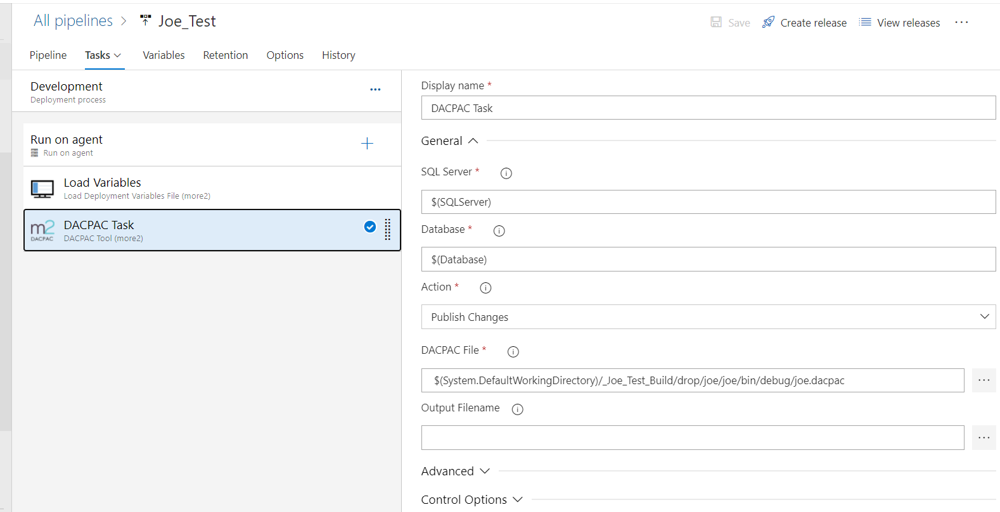 All pipelines > Joe_Test
Save Create release View releases ...
Pipeline Tasks Variables Retention Options History
Development
Deployment process
Run on agent
Run on agent
Load Variables
Load Deployment Variables File (more2)
m2
DACPAC
DACPAC Task
DACPAC Tool (more2)
Display name *
DACPAC Task
General
SQL Server *
$(SQLServer)
Database *
$(Database)
Action *
Publish Changes
DACPAC File *
$(System.DefaultWorkingDirectory)/_Joe_Test_Build/drop/joe/joe/bin/debug/joe.dacpac
Output Filename
Advanced
Control Options